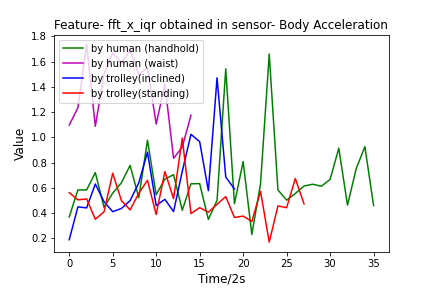 Feature- fft_x_iqr obtained in sensor- Body Acceleration
by human (handhold)
by human (waist)
by trolley(inclined)
by trolley(standing)
Value
1.8
1.6
1.4
1.2
1.0
0.8
0.6
0.4
0.2
0 5 10 15 20 25 30 35
Time/2s